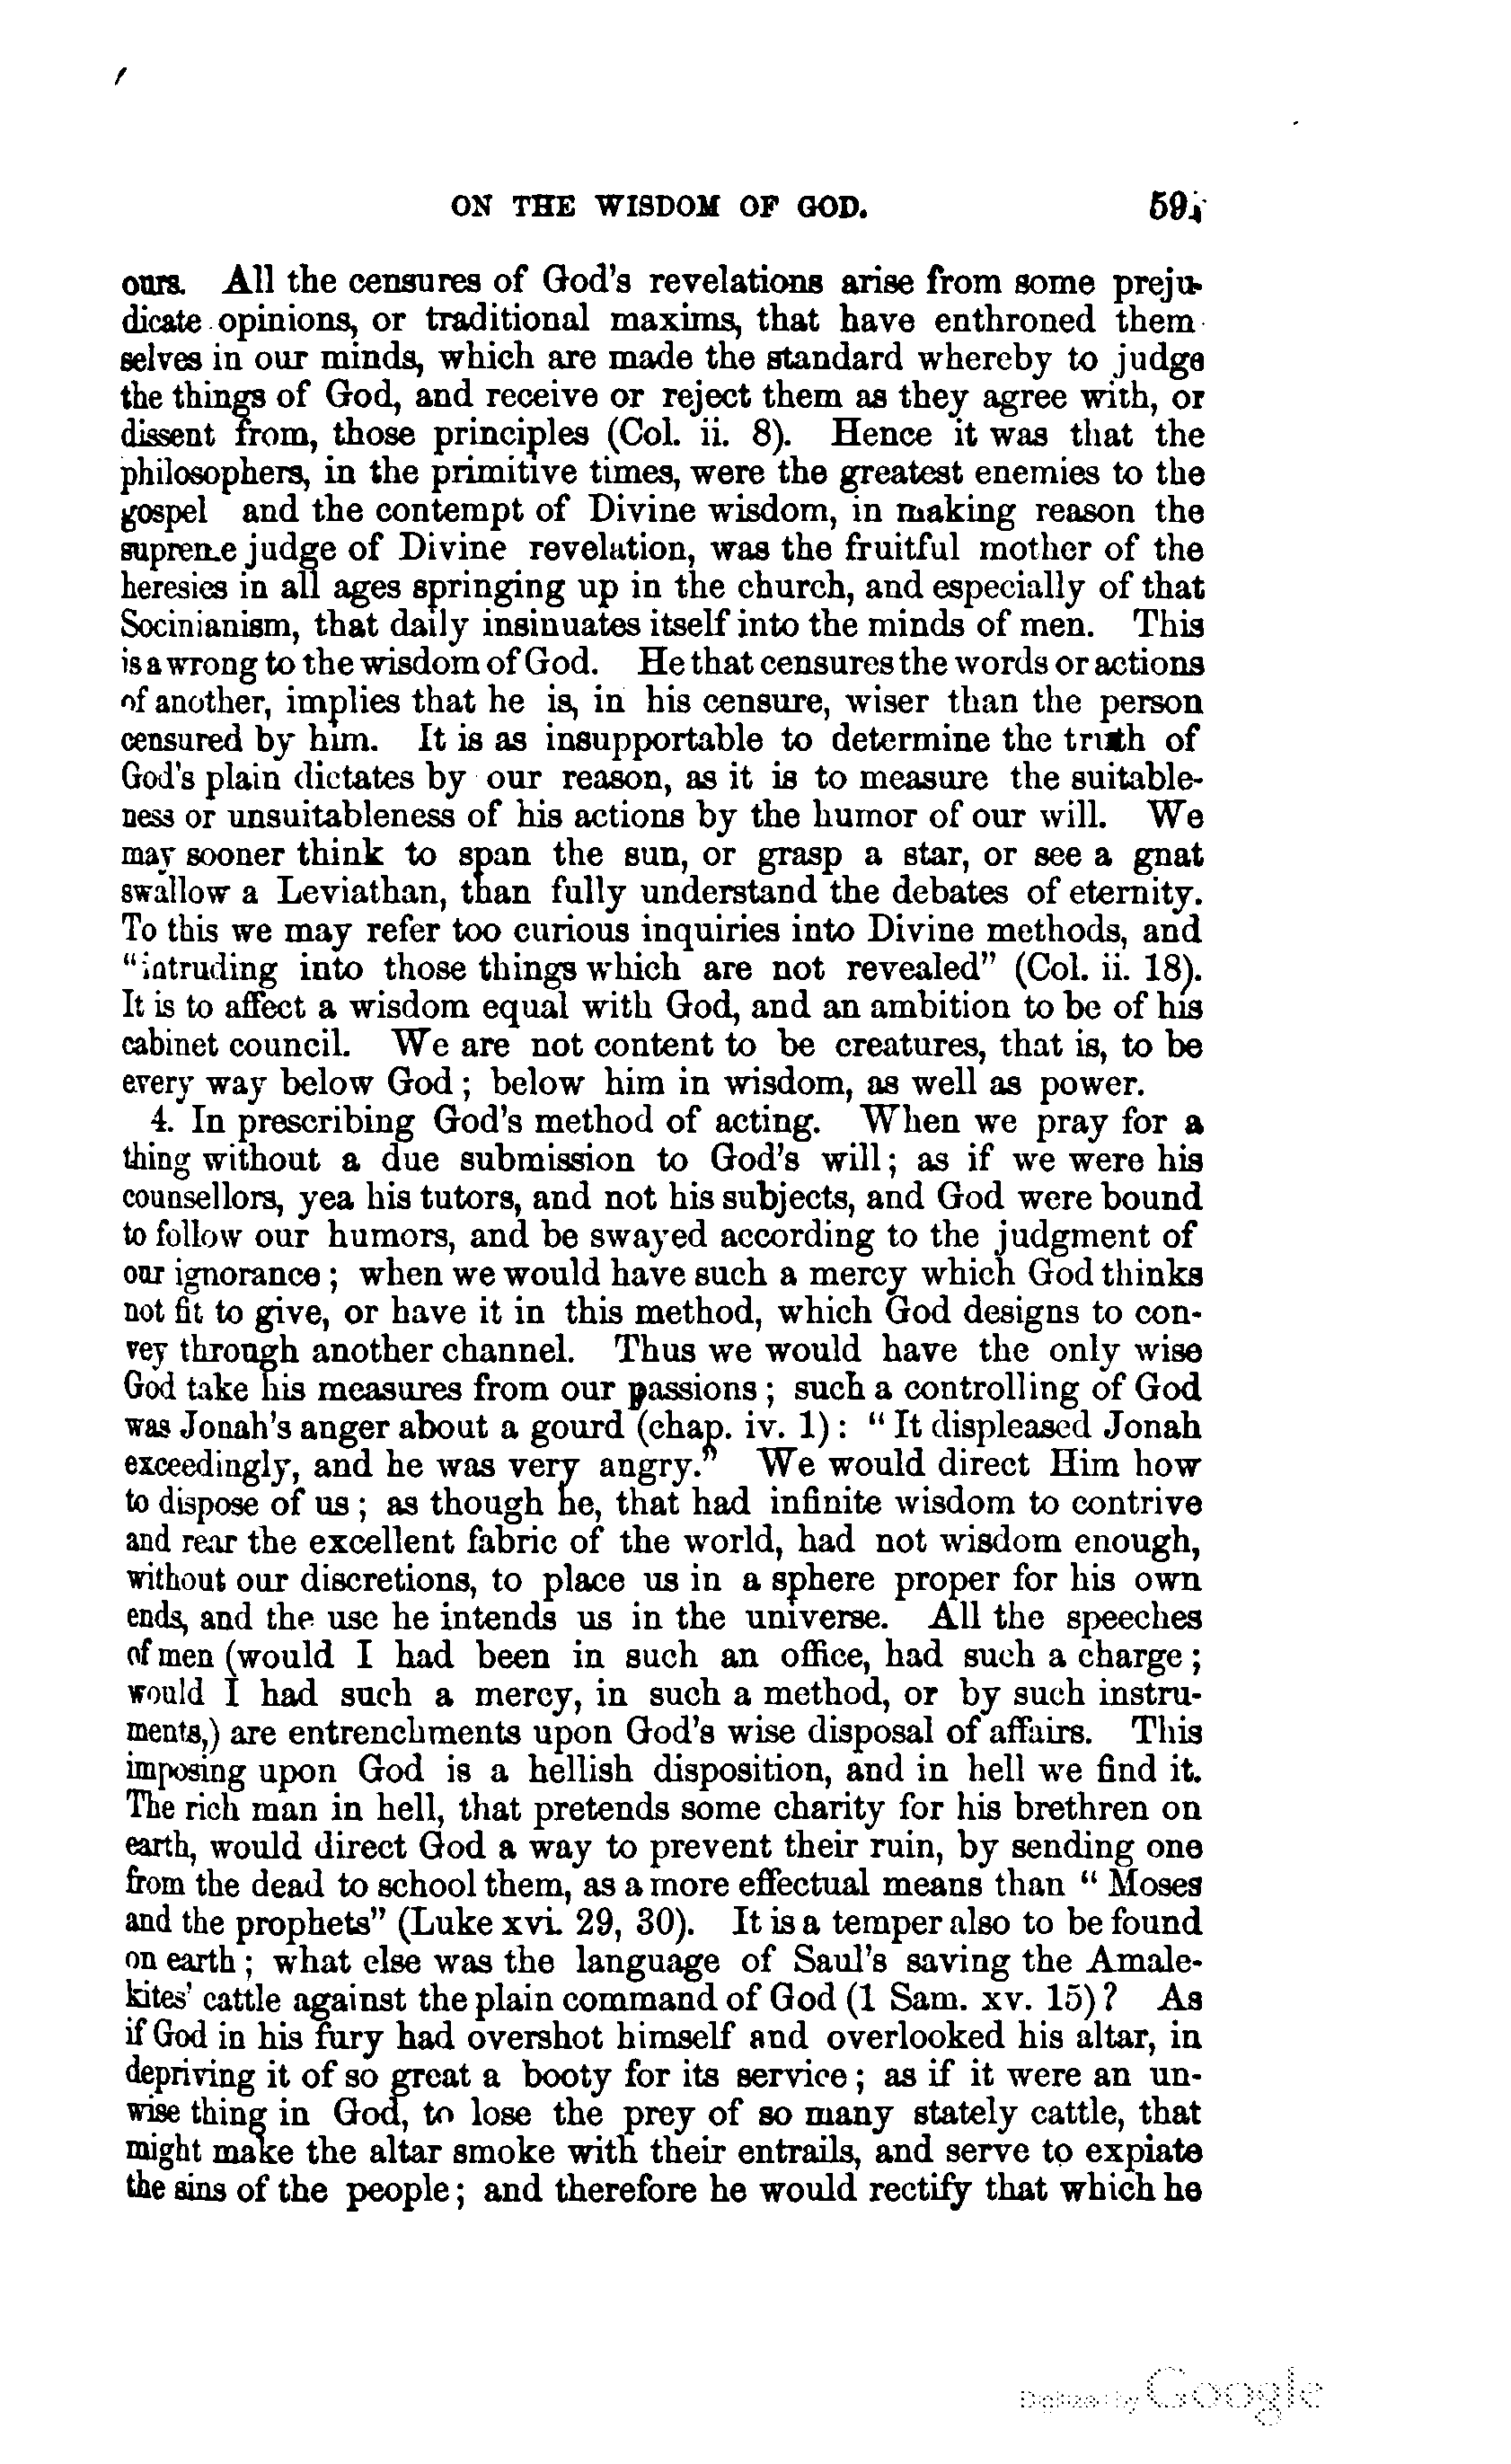 ON THE WISDOM OF GOD. 59
ours. All the censures of God's revelations arise from some preju-
dicate opinions, or traditional maxims, that have enthroned them
selves in our minds, which are made the standard whereby to judge
the things of God, and receive or reject them as they agree with, or
dissent from, those principles (Col. ii. 8). Hence it was that the
philosophers, in the primitive times, were the greatest enemies to the
gospel and the contempt of Divine wisdom, in making reason the
supreme judge of Divine revelation, was the fruitful mother of the
heresies in all ages springing up in the church, and especially of that
Socinianism, that daily insinuates itself into the minds of men. This
is a wrong to the wisdom of God. He that censures the words or actions
of another, implies that he is, in his censure, wiser than the person
censured by him. It is as insupportable to determine the truth of
God's plain dictates by our reason, as it is to measure the suitable-
ness or unsuitableness of his actions by the humor of our will. We
may sooner think to span the sun, or grasp a star, or see a gnat
swallow a Leviathan, than fully understand the debates of eternity.
To this we may refer too curious inquiries into Divine methods, and
"intruding into those things which are not revealed" (Col. ii. 18).
It is to affect a wisdom equal with God, and an ambition to be of his
cabinet council. We are not content to be creatures, that is, to be
every way below God; below him in wisdom, as well as power.
4. In prescribing God's method of acting. When we pray for a
thing without a due submission to God's will; as if we were his
counsellors, yea his tutors, and not his subjects, and God were bound
to follow our humors, and be swayed according to the judgment of
our ignorance; when we would have such a mercy which God thinks
not fit to give, or have it in this method, which God designs to con-
vey through another channel. Thus we would have the only wise
God take his measures from our passions; such a controlling of God
was Jonah's anger about a gourd (chap. iv. 1): "It displeased Jonah
exceedingly, and he was very angry." We would direct Him how
to dispose of us; as though he, that had infinite wisdom to contrive
and rear the excellent fabric of the world, had not wisdom enough,
without our discretions, to place us in a sphere proper for his own
ends, and the use he intends us in the universe. All the speeches
of men (would I had been in such an office, had such a charge;
would I had such a mercy, in such a method, or by such instru-
ments,) are entrenchments upon God's wise disposal of affairs. This
imposing upon God is a hellish disposition, and in hell we find it.
The rich man in hell, that pretends some charity for his brethren on
earth, would direct God a way to prevent their ruin, by sending one
from the dead to school them, as a more effectual means than "Moses
and the prophets" (Luke xvi. 29, 30). It is a temper also to be found
on earth; what else was the language of Saul's saving the Amale-
kites' cattle against the plain command of God (1 Sam. xv. 15)? As
if God in his fury had overshot himself and overlooked his altar, in
depriving it of so great a booty for its service; as if it were an un-
wise thing in God, to lose the prey of so many stately cattle, that
might make the altar smoke with their entrails, and serve to expiate
the sins of the people; and therefore he would rectify that which he
Digitized by Google